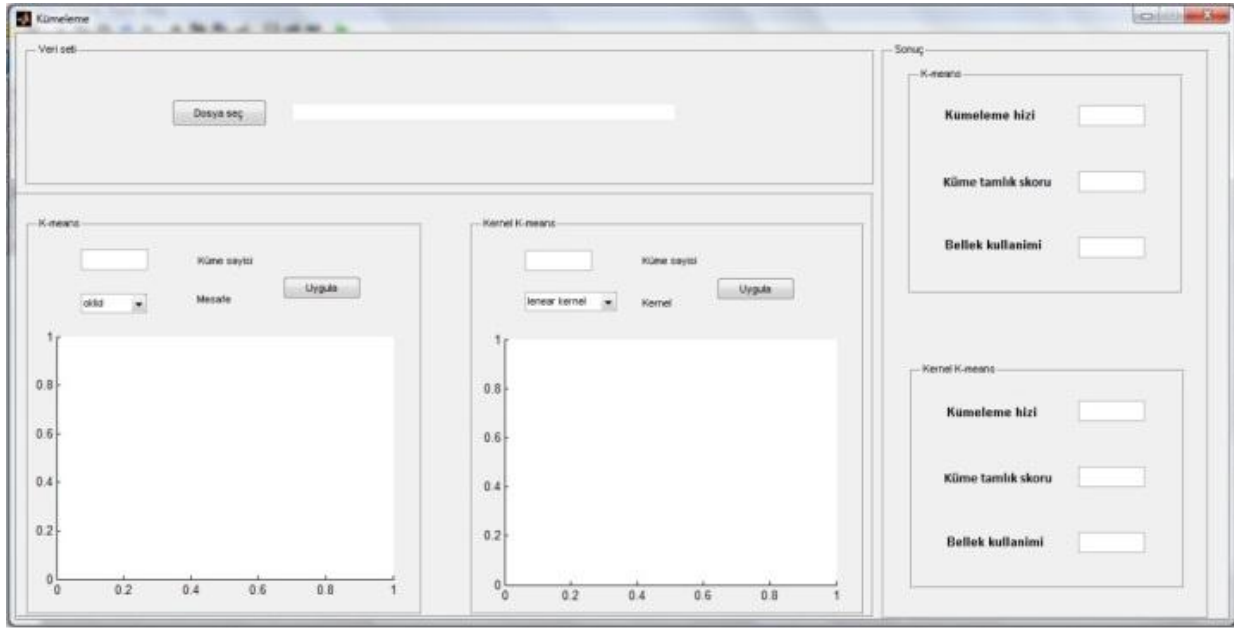 Kümeleme
Veri seti
Dosya seç
K-means
Küme sayisi
Uygula
oklid
Mesafe
1
0.8
0.6
0.4
0.2
0
0 0.2 0.4 0.6 0.8 1
Kernel K-means
Küme sayisi
Uygula
lenear kernel
Kernel
1
0.8
0.6
0.4
0.2
0
0 0.2 0.4 0.6 0.8 1
Sonuç
K-means
Kümeleme hizi
Küme tamlık skoru
Bellek kullanimi
Kernel K-means
Kümeleme hizi
Küme tamlık skoru
Bellek kullanimi